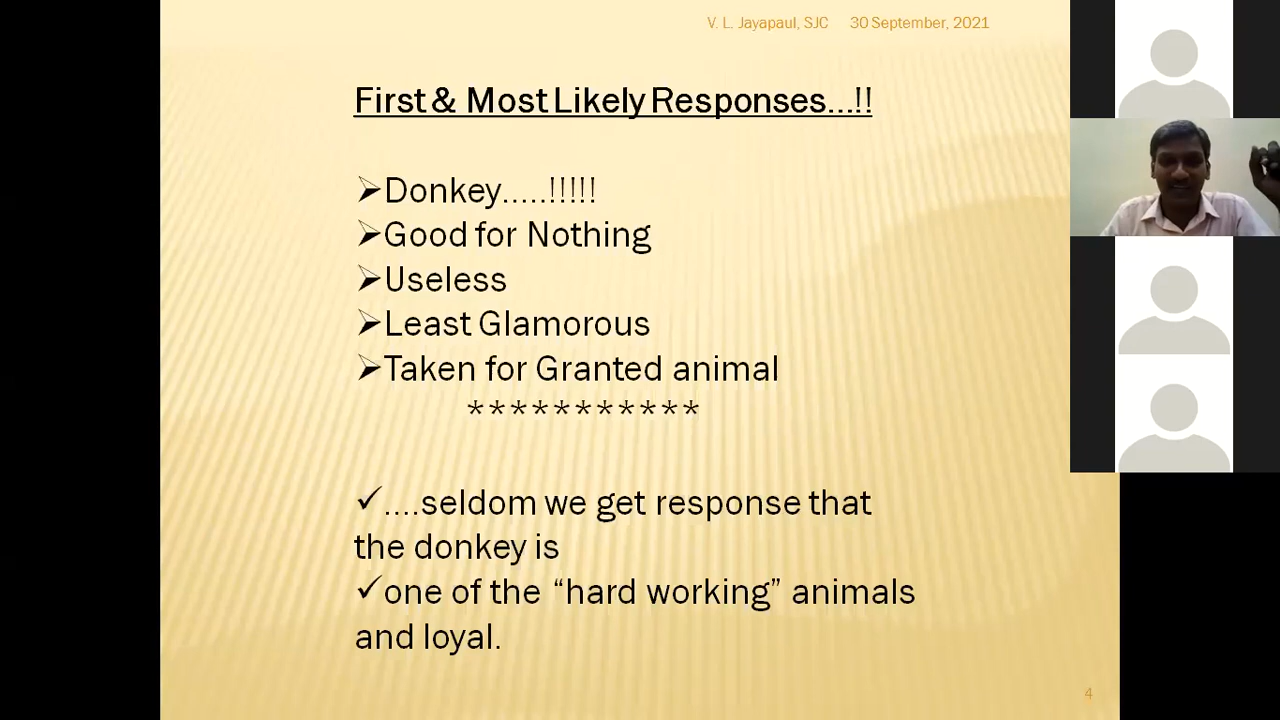 V. L. Jayapaul, SJC 30 September, 2021
First & Most Likely Responses...!!
➢Donkey.....!!!!!
➢Good for Nothing
➢Useless
➢Least Glamorous
➢Taken for Granted animal
***********
✓....seldom we get response that
the donkey is
✓one of the “hard working” animals
and loyal.
4